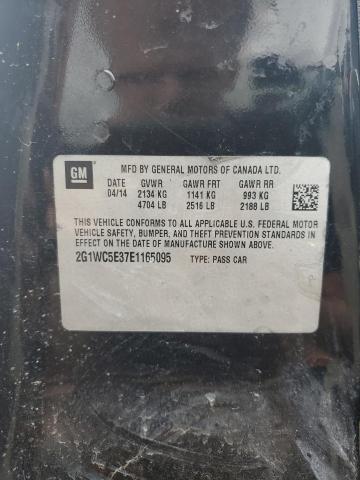 GM
MFD BY GENERAL MOTORS OF CANADA LTD.
DATE GVWR GAWR FRT GAWR RR
04/14 2134 KG 1141 KG 993 KG
4704 LB 2516 LB 2188 LB
THIS VEHICLE CONFORMS TO ALL APPLICABLE U.S. FEDERAL MOTOR
VEHICLE SAFETY, BUMPER, AND THEFT PREVENTION STANDARDS IN
EFFECT ON THE DATE OF MANUFACTURE SHOWN ABOVE.
2G1WC5E37E1165095 TYPE: PASS CAR